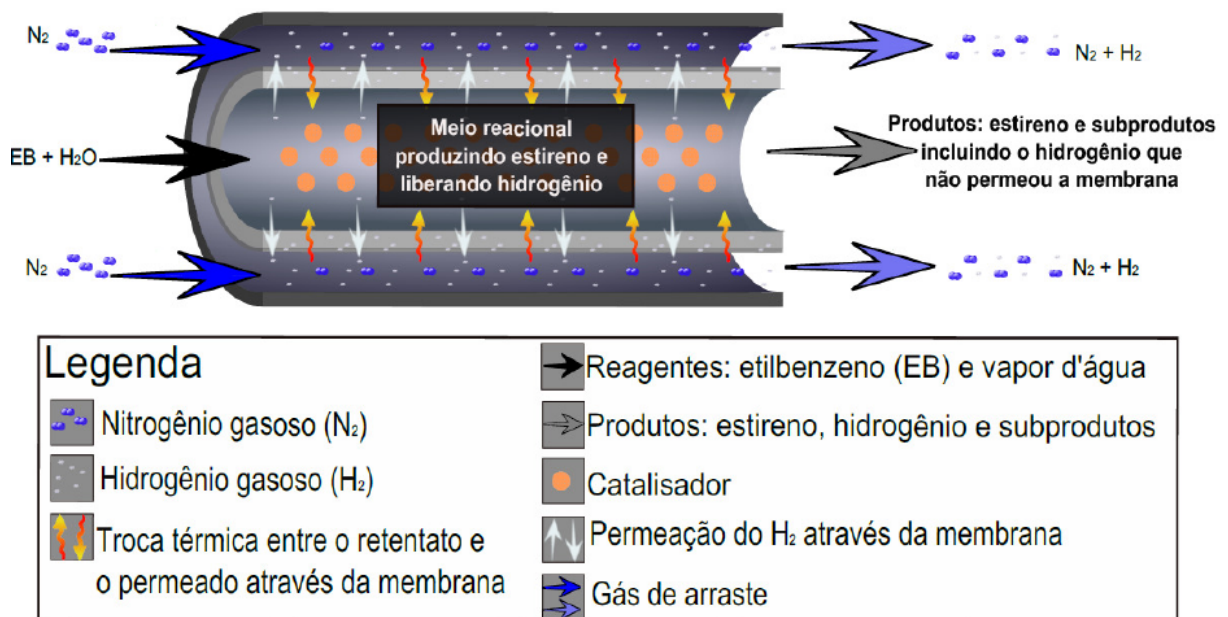 N₂
N₂ + H₂
EB + H₂O
Meio reacional
produzindo estireno e
liberando hidrogênio
Produtos: estireno e subprodutos
incluindo o hidrogênio que
não permeou a membrana
N₂
N₂ + H₂
Legenda
Nitrogênio gasoso (N₂)
Hidrogênio gasoso (H₂)
Troca térmica entre o retentato e
o permeado através da membrana
Reagentes: etilbenzeno (EB) e vapor d'água
Produtos: estireno, hidrogênio e subprodutos
Catalisador
Permeação do H₂ através da membrana
Gás de arraste